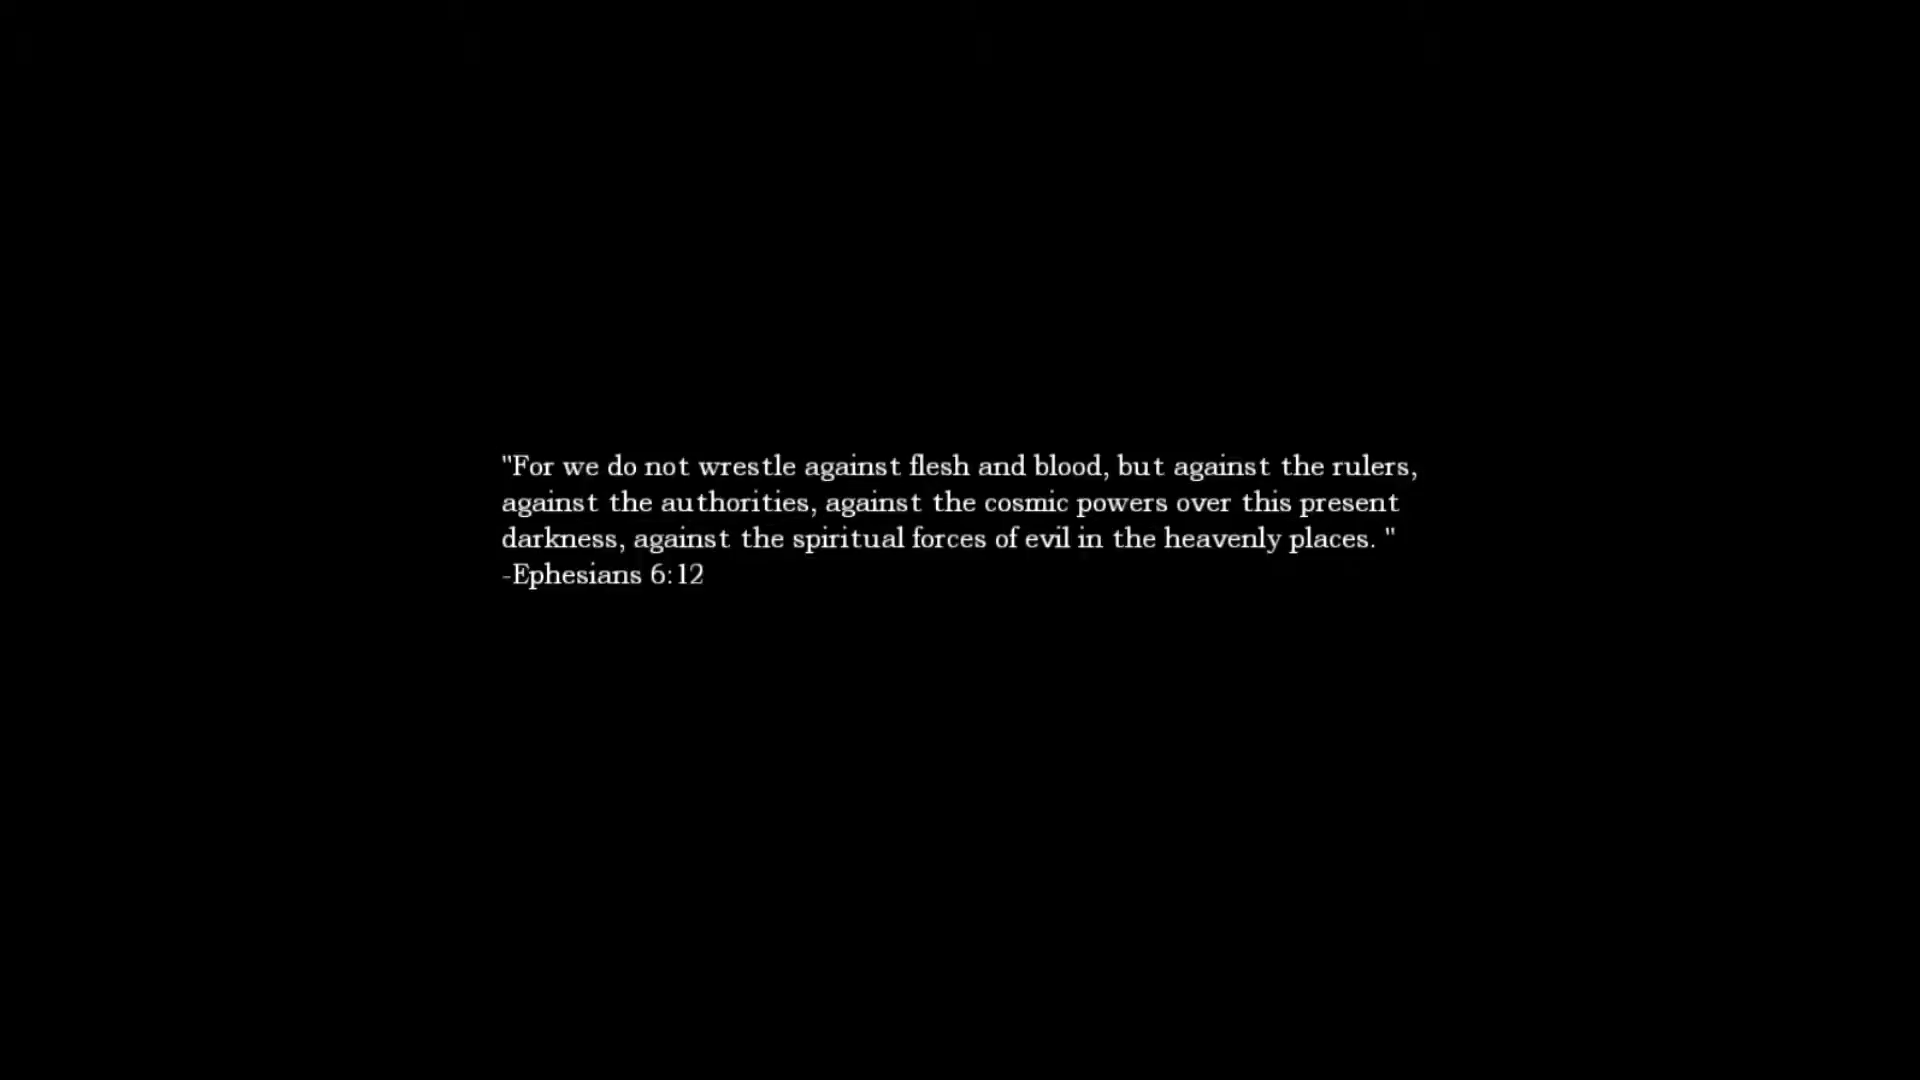 "For we do not wrestle against flesh and blood, but against the rulers,
against the authorities, against the cosmic powers over this present
darkness, against the spiritual forces of evil in the heavenly places. "
-Ephesians 6:12